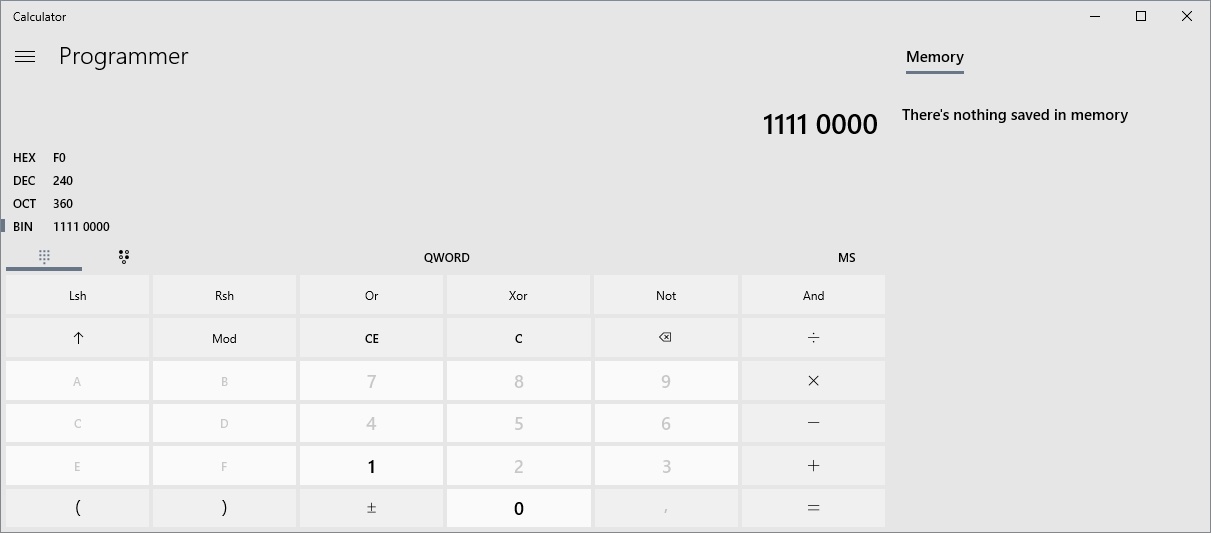 Calculator
Programmer
Memory
1111 0000
There's nothing saved in memory
HEX F0
DEC 240
OCT 360
BIN 1111 0000
QWORD MS
Lsh Rsh Or Xor Not And
↑ Mod CE C ⌫ ÷
A B 7 8 9 ×
C D 4 5 6 −
E F 1 2 3 +
( ) ± 0 , =